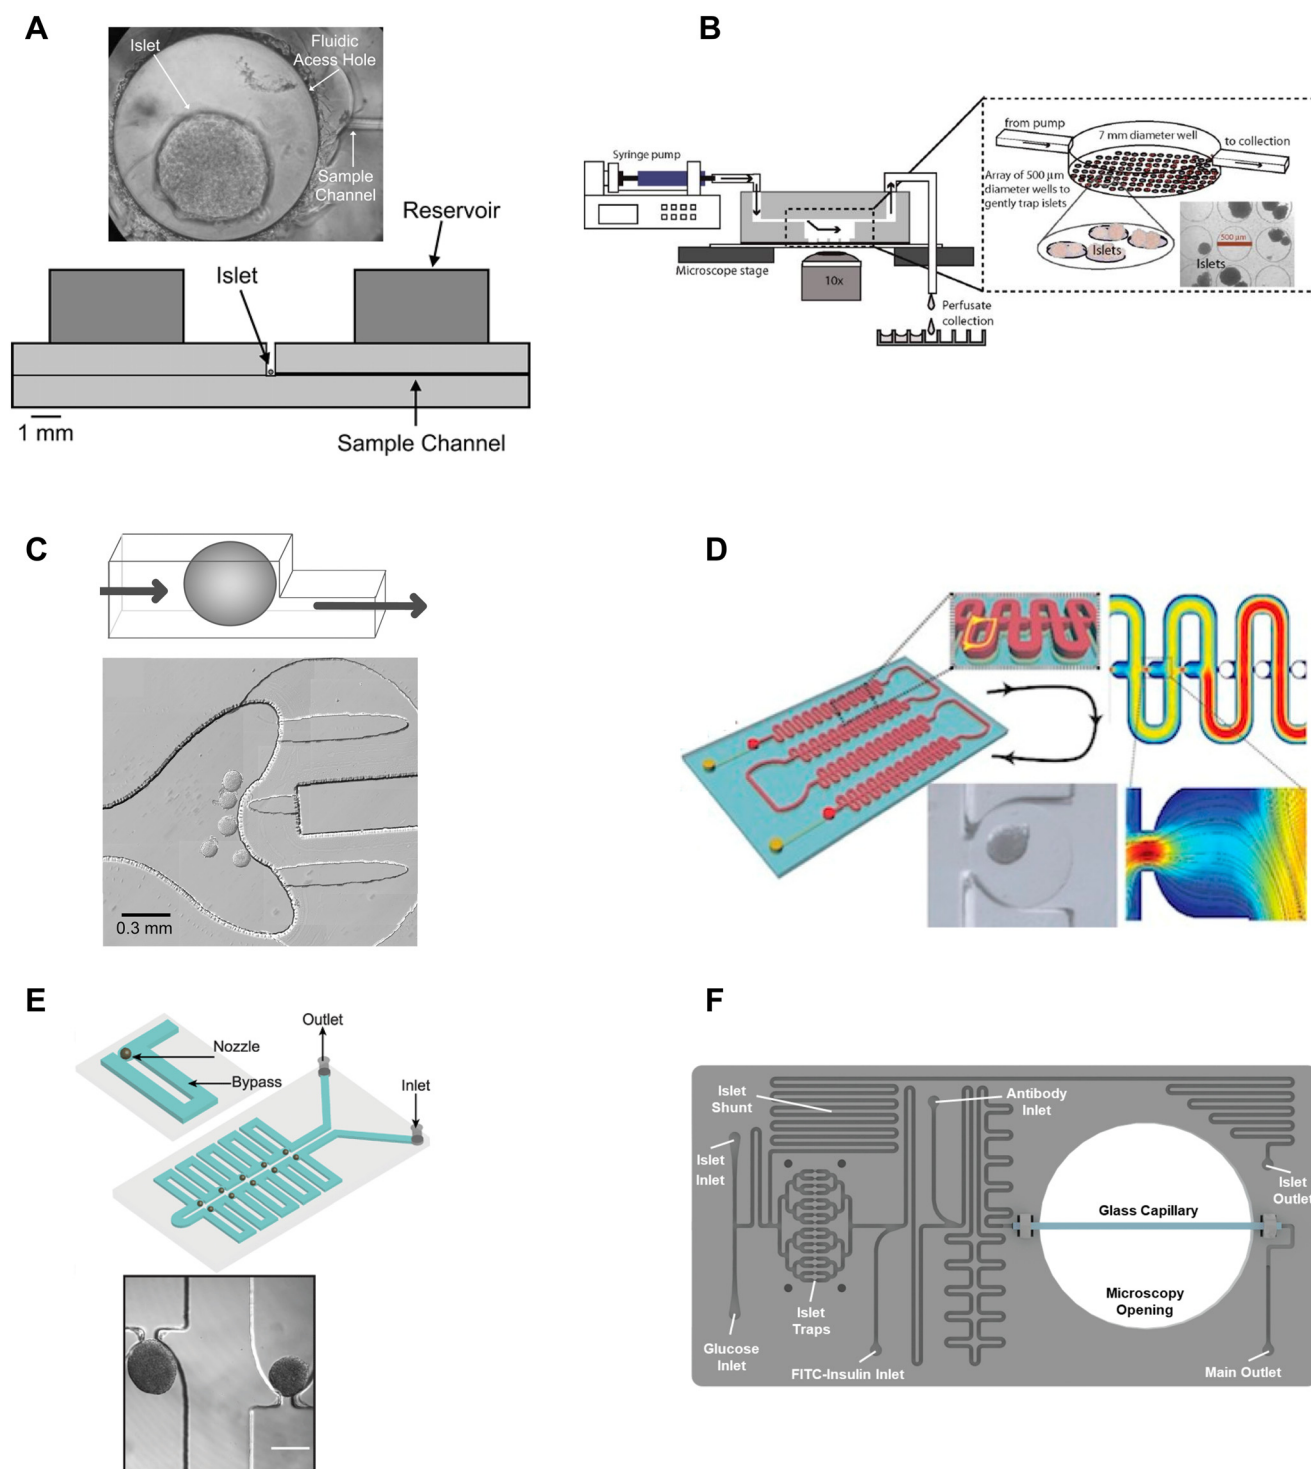 A
Islet
Fluidic
Acess Hole
Sample
Channel
Reservoir
Islet
1 mm
Sample Channel
B
Syringe pump
Microscope stage
10x
Perfusate
collection
from pump
7 mm diameter well
to collection
Array of 500 µm
diameter wells to
gently trap islets
Islets
500 µm
Islets
C
0.3 mm
D
E
Nozzle
Bypass
Outlet
Inlet
F
Islet
Shunt
Antibody
Inlet
Islet
Inlet
Islet
Outlet
Glass Capillary
Microscopy
Opening
Islet
Traps
Glucose
Inlet
FITC-Insulin Inlet
Main Outlet